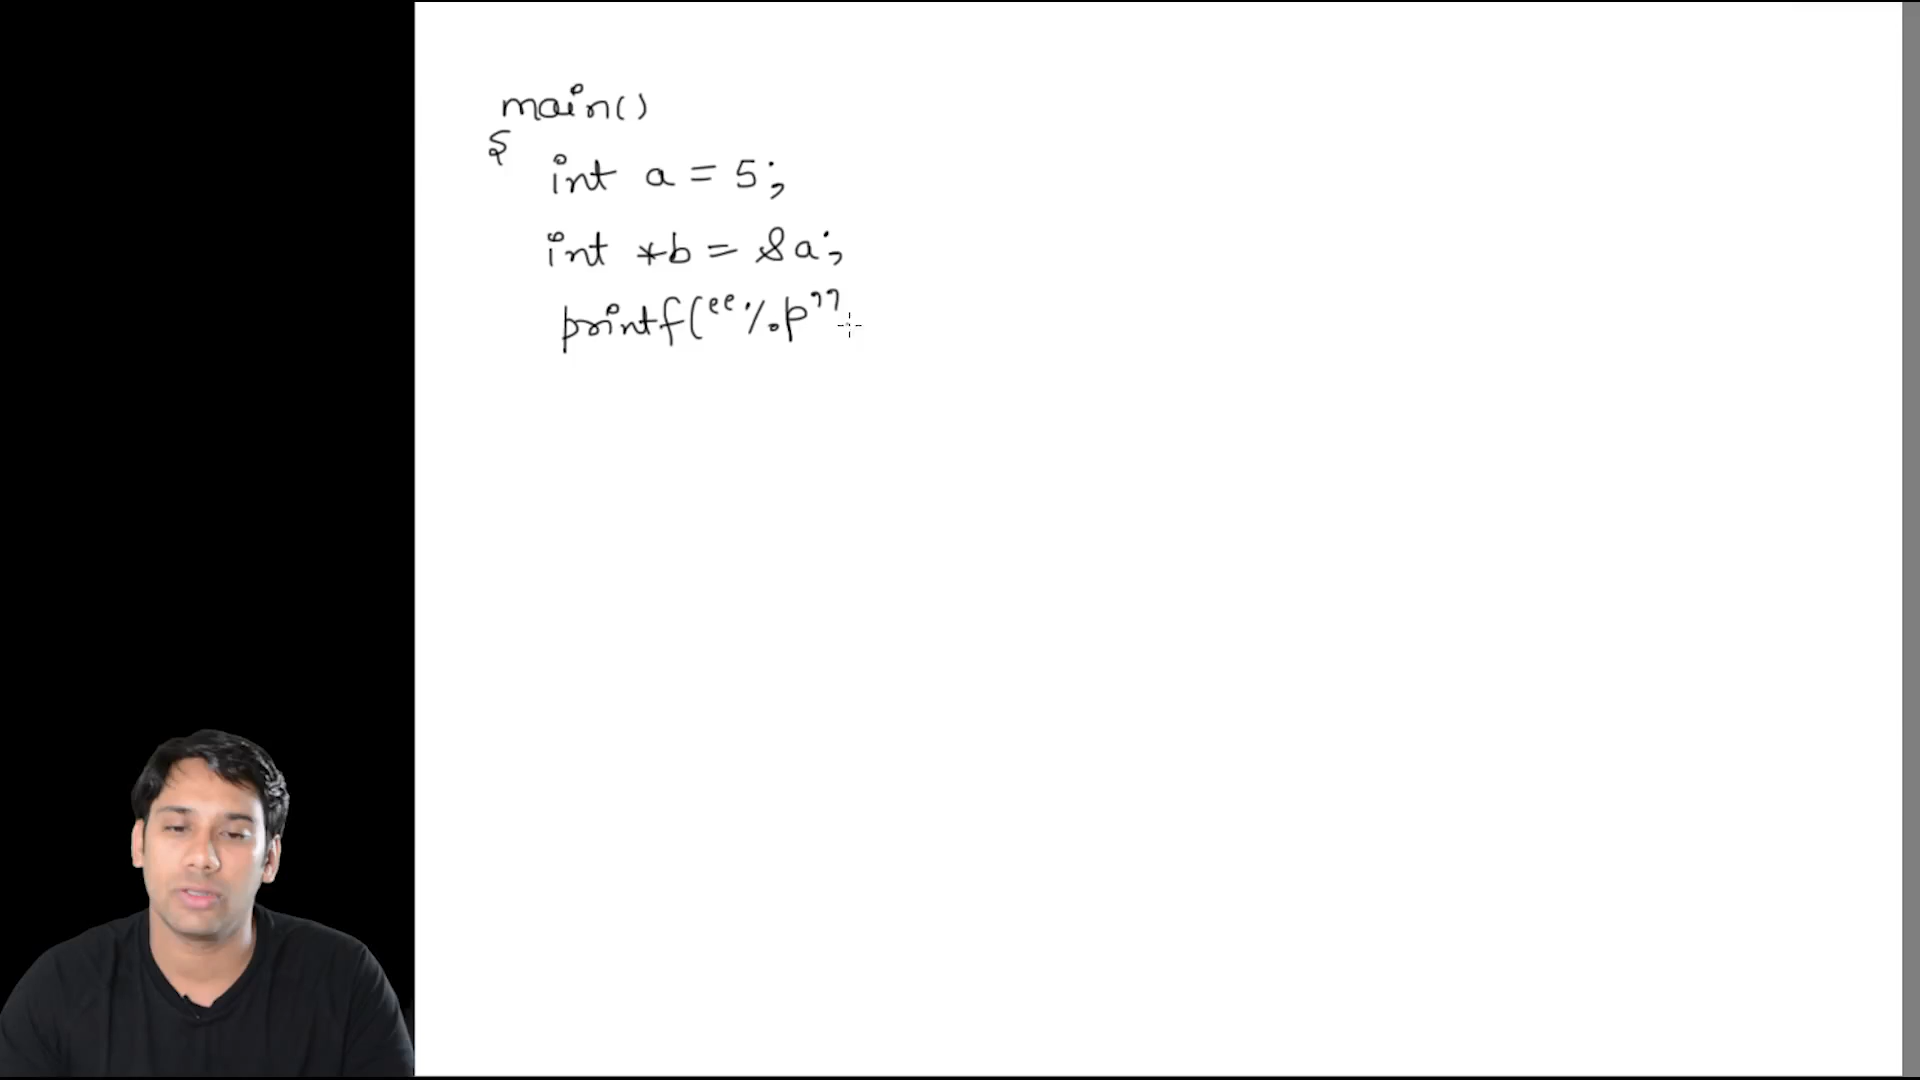 main()
{
int a = 5;
int *b = &a;
printf("%p"